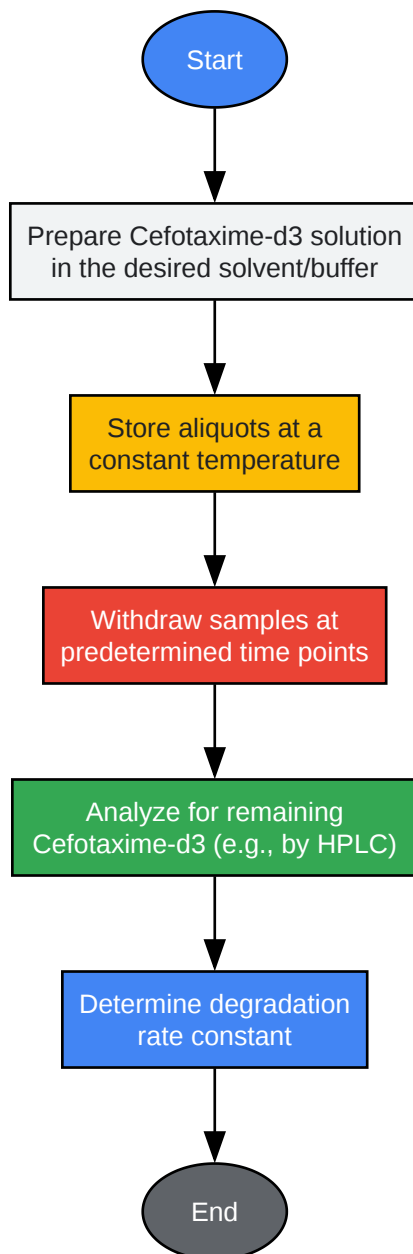 Start
Prepare Cefotaxime-d3 solution
in the desired solvent/buffer
Store aliquots at a
constant temperature
Withdraw samples at
predetermined time points
Analyze for remaining
Cefotaxime-d3 (e.g., by HPLC)
Determine degradation
rate constant
End